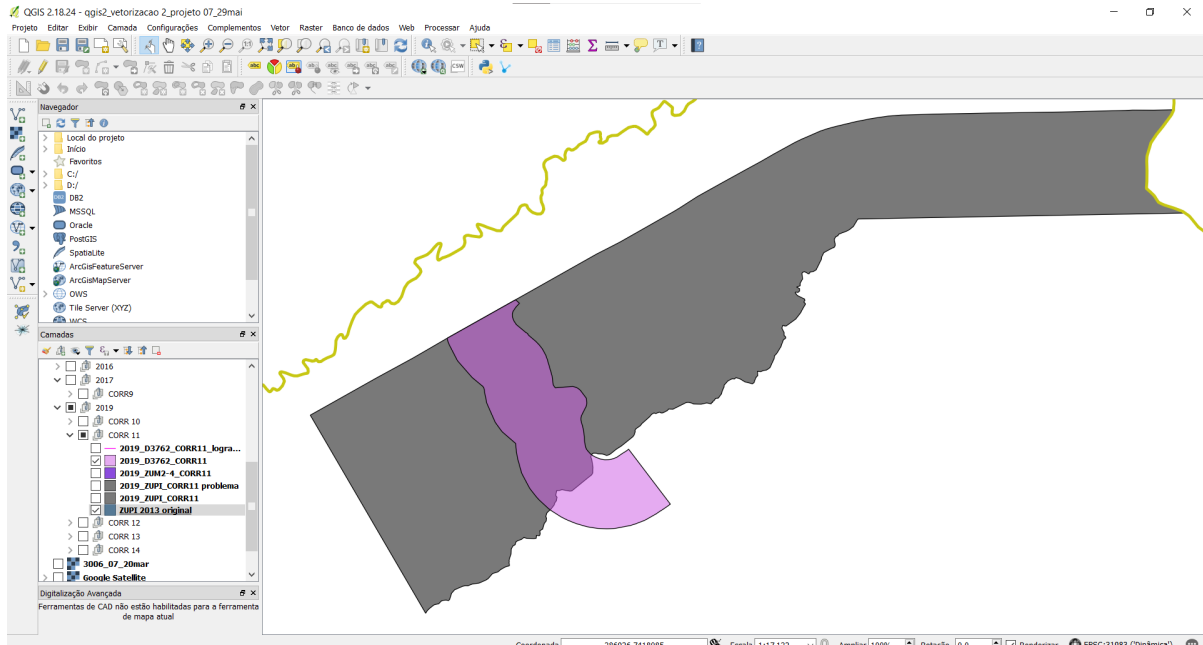 QGIS 2.18.24 - qgis2_vetorizacao 2_projeto 07_29mai
Projeto Editar Exibir Camada Configurações Complementos Vetor Raster Banco de dados Web Processar Ajuda
Navegador
Local do projeto
Início
Favoritos
C:/
D:/
DB2
MSSQL
Oracle
PostGIS
SpatiaLite
ArcGisFeatureServer
ArcGisMapServer
OWS
Tile Server (XYZ)
WCS
Camadas
2016
2017
CORR9
2019
CORR 10
CORR 11
2019_D3762_CORR11_logra...
2019_D3762_CORR11
2019_ZUM2-4_CORR11
2019_ZUPI_CORR11 problema
2019_ZUPI_CORR11
ZUPI 2013 original
CORR 12
CORR 13
CORR 14
3006_07_20mar
Google Satellite
Digitalização Avançada
Ferramentas de CAD não estão habilitadas para a ferramenta
de mapa atual
Coordenada Escala Ampliar 100% Rotação 0,0 Renderizar